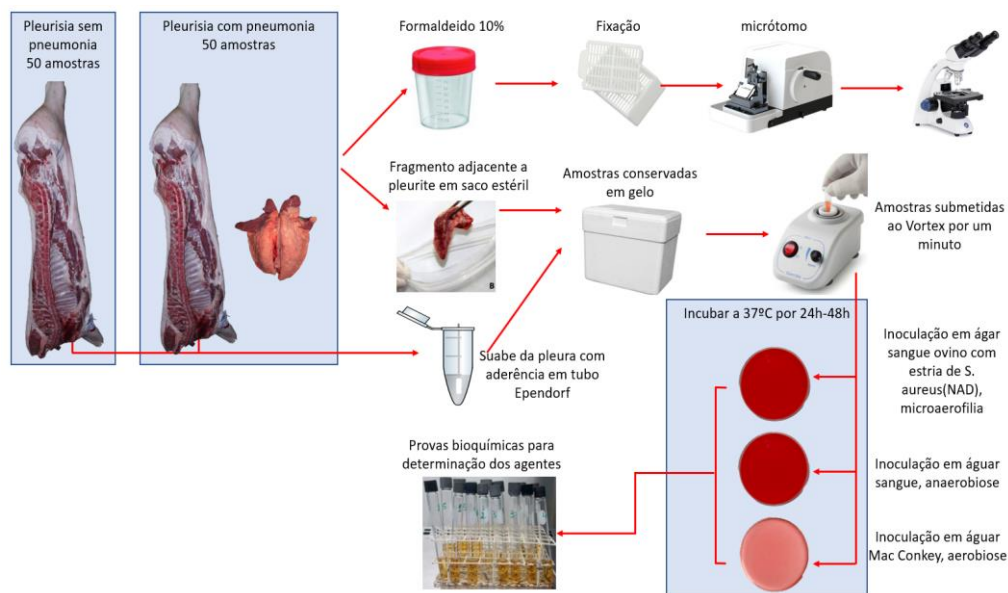 Pleurisia sem
pneumonia
50 amostras
Pleurisia com pneumonia
50 amostras
Formaldeido 10%
Fixação
micrótomo
Fragmento adjacente a
pleurite em saco estéril
B
Amostras conservadas
em gelo
Amostras submetidas
ao Vortex por um
minuto
Suabe da pleura com
aderência em tubo
Ependorf
Incubar a 37ºC por 24h-48h
Inoculação em ágar
sangue ovino com
estria de S.
aureus(NAD),
microaerofilia
Inoculação em águar
sangue, anaerobiose
Inoculação em águar
Mac Conkey, aerobiose
Provas bioquímicas para
determinação dos agentes